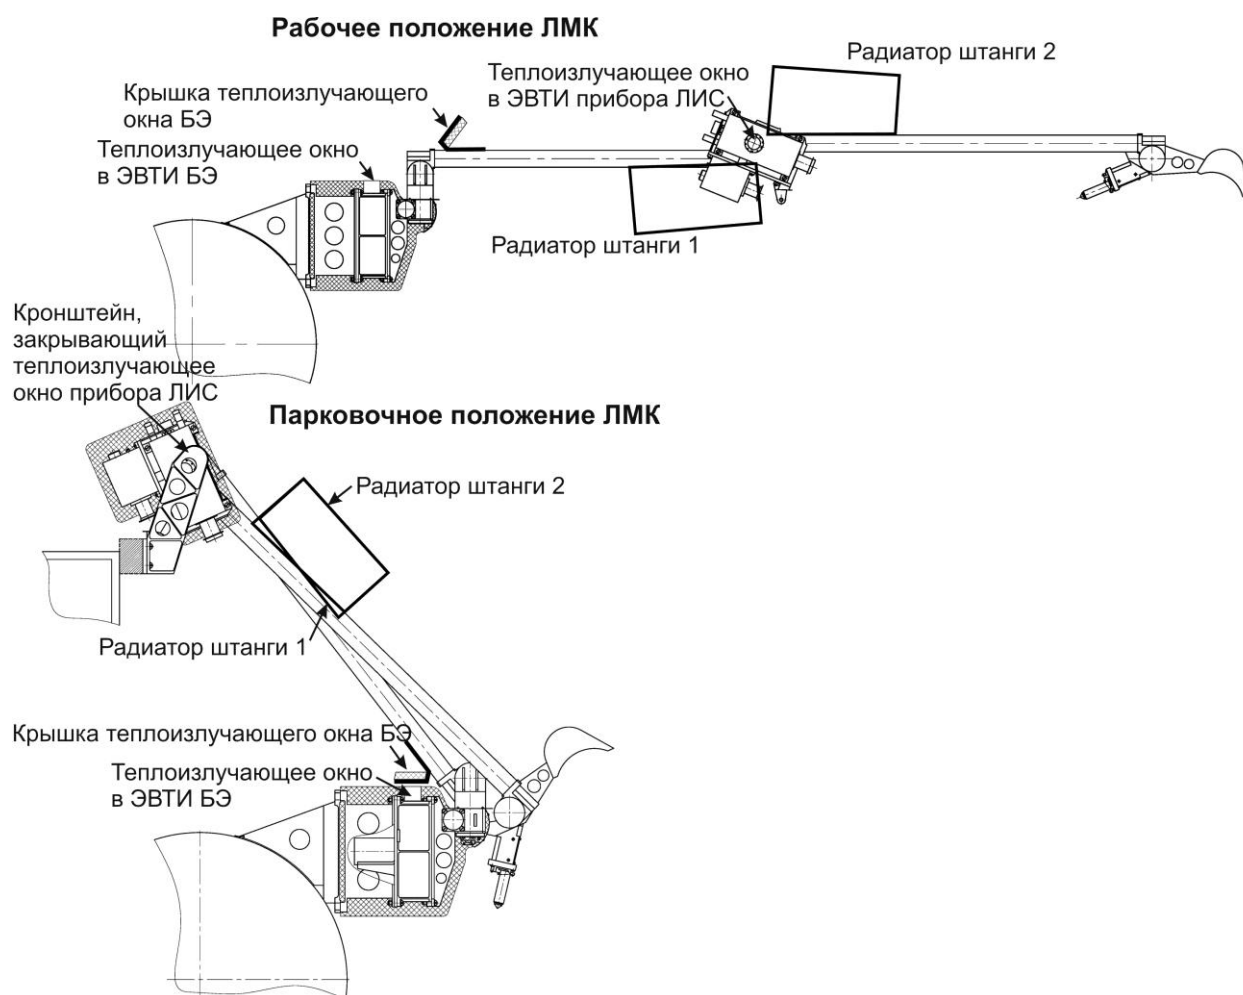 Рабочее положение ЛМК
Радиатор штанги 2
Теплоизлучающее окно
в ЭВТИ прибора ЛИС
Крышка теплоизлучающего
окна БЭ
Теплоизлучающее окно
в ЭВТИ БЭ
Радиатор штанги 1
Кронштейн,
закрывающий
теплоизлучающее
окно прибора ЛИС
Парковочное положение ЛМК
Радиатор штанги 2
Радиатор штанги 1
Крышка теплоизлучающего окна БЭ
Теплоизлучающее окно
в ЭВТИ БЭ